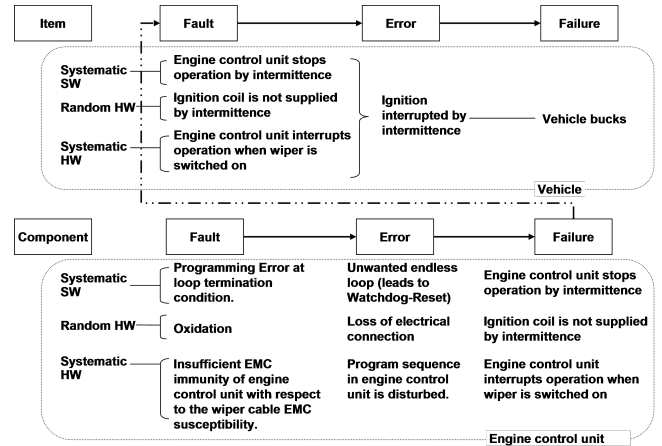 Item
Fault
Error
Failure
Systematic
SW
Engine control unit stops
operation by intermittence
Random HW
Ignition coil is not supplied
by intermittence
Systematic
HW
Engine control unit interrupts
operation when wiper is
switched on
Ignition
interrupted by
intermittence
Vehicle bucks
Vehicle
Component
Fault
Error
Failure
Systematic
SW
Programming Error at
loop termination
condition.
Unwanted endless
loop (leads to
Watchdog-Reset)
Engine control unit stops
operation by intermittence
Random HW
Oxidation
Loss of electrical
connection
Ignition coil is not supplied
by intermittence
Systematic
HW
Insufficient EMC
immunity of engine
control unit with respect
to the wiper cable EMC
susceptibility.
Program sequence
in engine control
unit is disturbed.
Engine control unit
interrupts operation when
wiper is switched on
Engine control unit